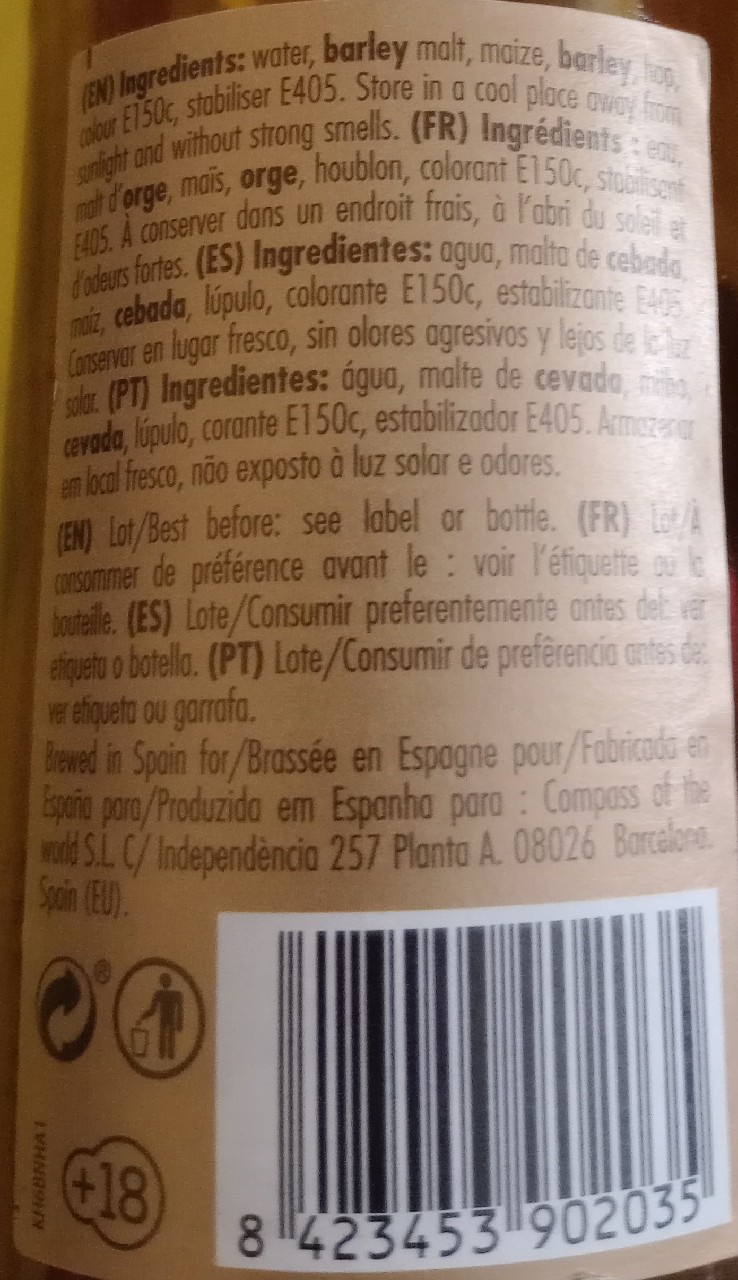 (EN) Ingredients: water, barley malt, maize, barley, hop,
colour E150c, stabiliser E405. Store in a cool place away from
sunlight and without strong smells. (FR) Ingrédients : eau,
malt d'orge, maïs, orge, houblon, colorant E150c, stabilisant
E405. À conserver dans un endroit frais, à l'abri du soleil et
d'odeurs fortes. (ES) Ingredientes: agua, malta de cebada,
maíz, cebada, lúpulo, colorante E150c, estabilizante E405.
Conservar en lugar fresco, sin olores agresivos y lejos de la luz
solar. (PT) Ingredientes: água, malte de cevada, milho,
cevada, lúpulo, corante E150c, estabilizador E405. Armazenar
em local fresco, não exposto à luz solar e odores.
(EN) Lot/Best before: see label or bottle. (FR) Lot/À
consommer de préférence avant le : voir l'étiquette ou la
bouteille. (ES) Lote/Consumir preferentemente antes del: ver
etiqueta o botella. (PT) Lote/Consumir de preferência antes de:
ver etiqueta ou garrafa.
Brewed in Spain for/Brassée en Espagne pour/Fabricada en
España para/Produzida em Espanha para : Compass of the
world S.L. C/ Independència 257 Planta A. 08026 Barcelona.
Spain (EU).
®
KH6BNHA1
+18
8 423453 902035